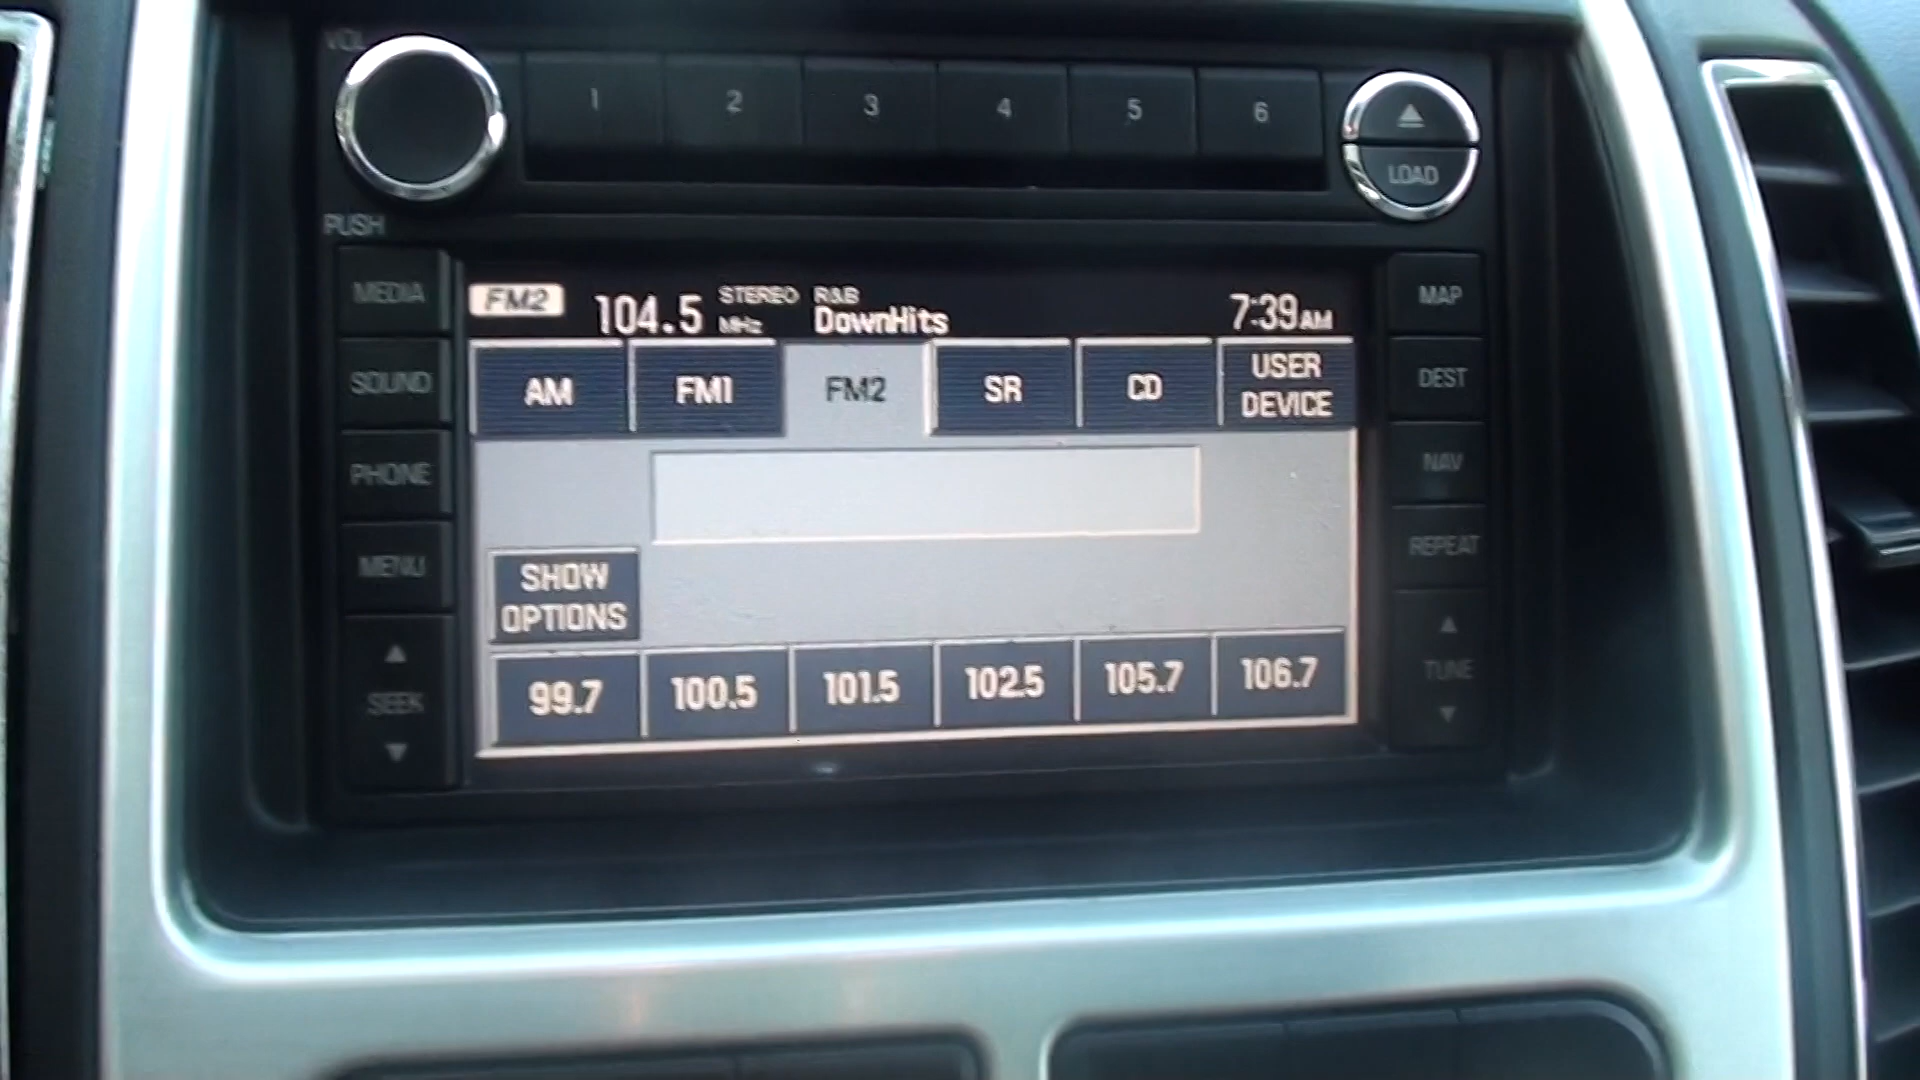 VOL
1 2 3 4 5 6
LOAD
PUSH
MEDIA
SOUND
PHONE
MENU
SEEK
FM2 104.5 MHz STEREO R&B DownHits 7:39AM
AM FM1 FM2 SR CD USER DEVICE
SHOW
OPTIONS
99.7 100.5 101.5 102.5 105.7 106.7
MAP
DEST
NAV
REPEAT
TUNE